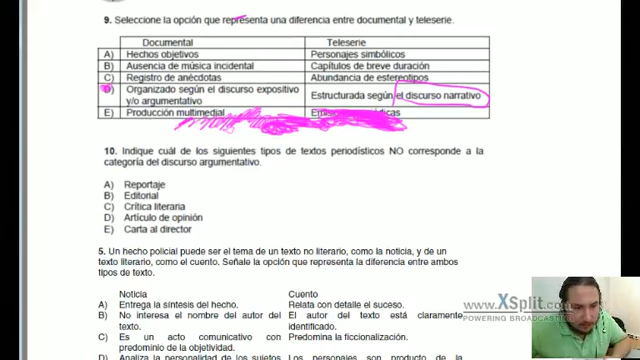 9. Seleccione la opción que representa una diferencia entre documental y teleserie.
Documental Teleserie
A) Hechos objetivos Personajes simbólicos
B) Ausencia de música incidental Capítulos de breve duración
C) Registro de anécdotas Abundancia de estereotipos
D) Organizado según el discurso expositivo y/o argumentativo Estructurada según el discurso narrativo
E) Producción multimedial
10. Indique cuál de los siguientes tipos de textos periodísticos NO corresponde a la
categoría del discurso argumentativo.
A) Reportaje
B) Editorial
C) Crítica literaria
D) Artículo de opinión
E) Carta al director
5. Un hecho policial puede ser el tema de un texto no literario, como la noticia, y de un
texto literario, como el cuento. Señale la opción que representa la diferencia entre ambos
tipos de texto.
Noticia Cuento
A) Entrega la síntesis del hecho. Relata con detalle el suceso.
B) No interesa el nombre del autor del texto. El autor del texto está claramente identificado.
C) Es un acto comunicativo con predominio de la objetividad. Predomina la ficcionalización.
D) Analiza la personalidad de los sujetos Los personajes son producto de la
www.XSplit.com
POWERING BROADCASTING